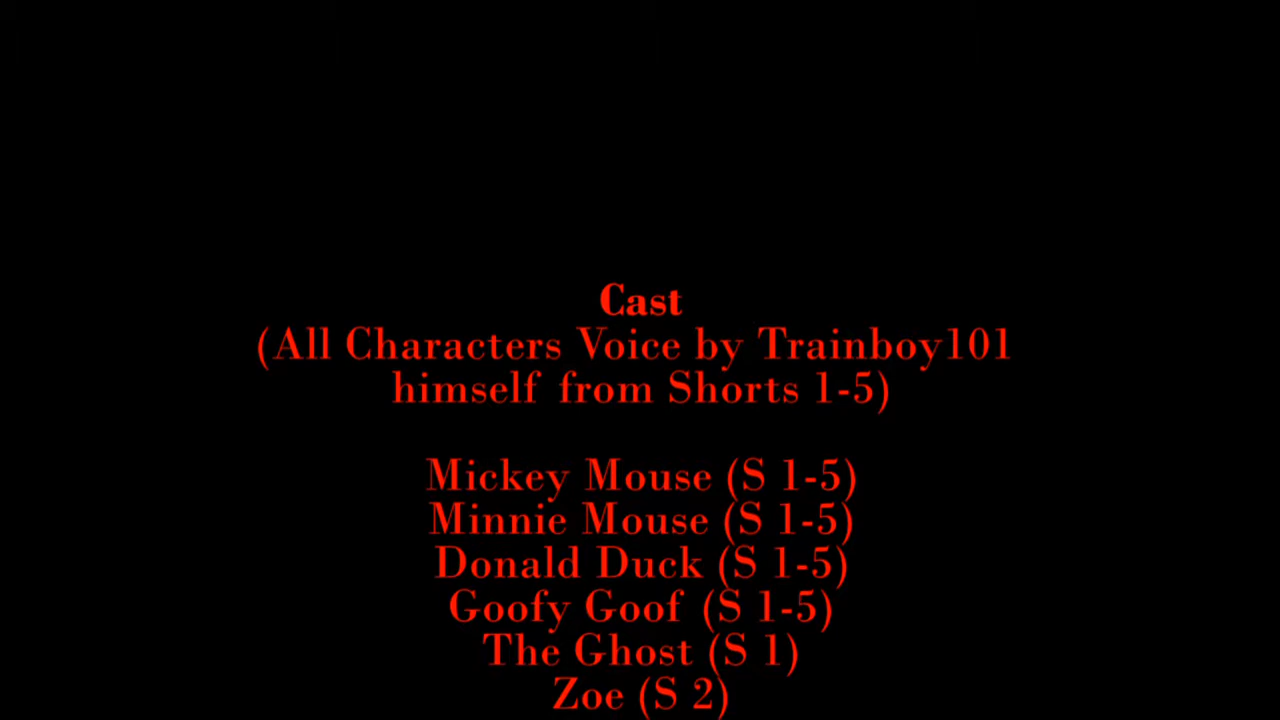 Cast
(All Characters Voice by Trainboy101
himself from Shorts 1-5)
Mickey Mouse (S 1-5)
Minnie Mouse (S 1-5)
Donald Duck (S 1-5)
Goofy Goof (S 1-5)
The Ghost (S 1)
Zoe (S 2)